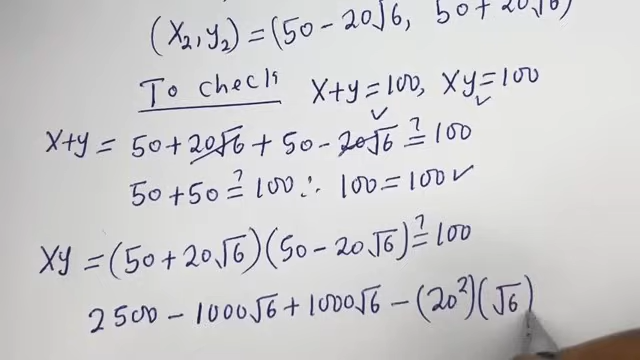 (X₂, y₂) = (50 - 20√6, 50 + 20√6)
To check X+y = 100, Xy = 100
✓ ✓
X+y = 50 + 20√6 + 50 - 20√6 ≟ 100
50 + 50 ≟ 100 ∴ 100 = 100 ✓
Xy = (50 + 20√6)(50 - 20√6) ≟ 100
2500 - 1000√6 + 1000√6 - (20²)(√6)